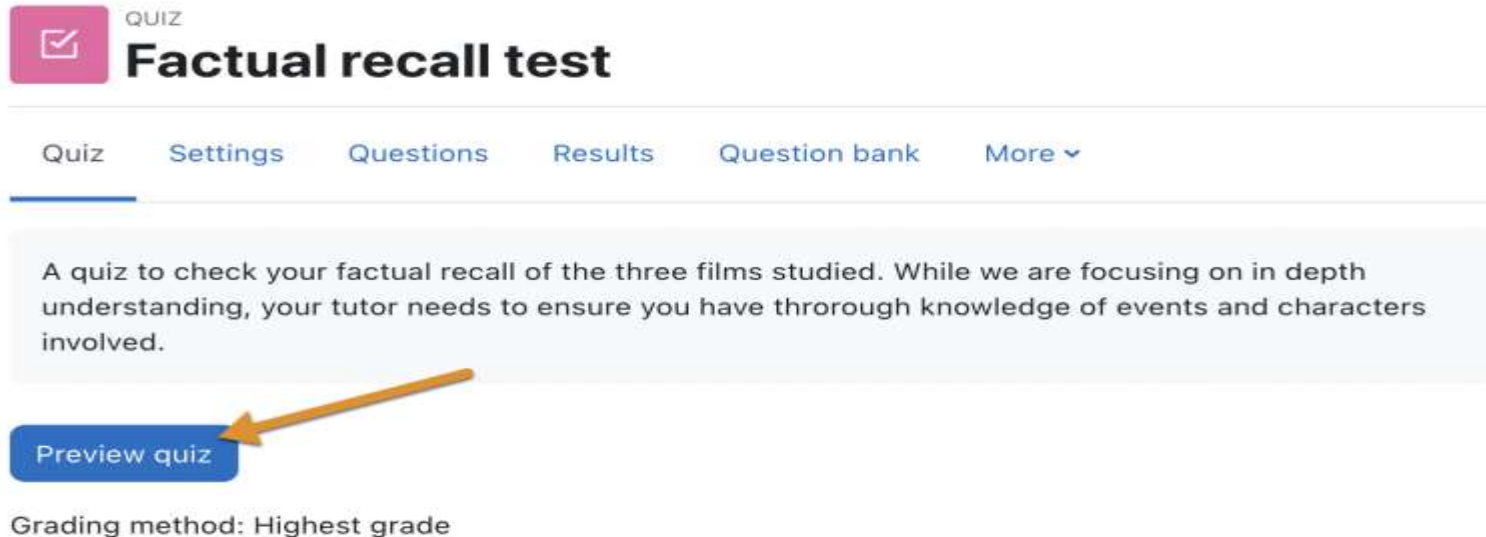 QUIZ
Factual recall test
Quiz Settings Questions Results Question bank More
A quiz to check your factual recall of the three films studied. While we are focusing on in depth
understanding, your tutor needs to ensure you have throrough knowledge of events and characters
involved.
Preview quiz
Grading method: Highest grade